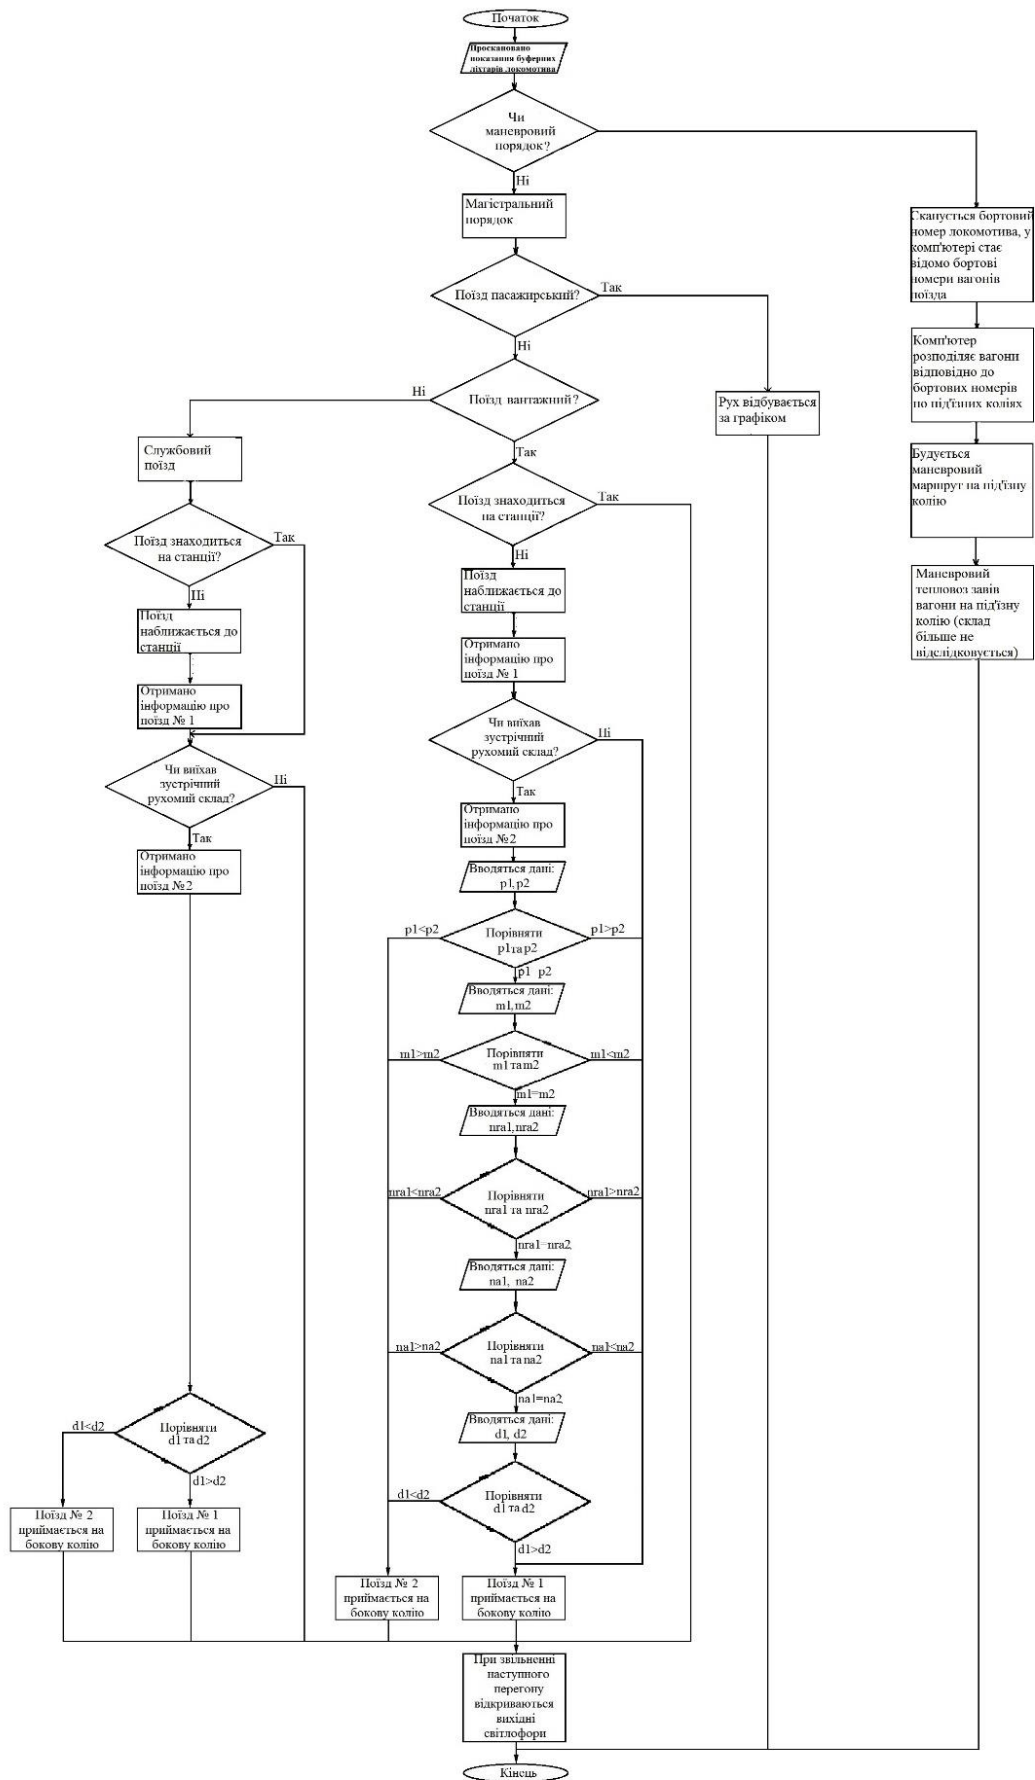 Початок
Проскановано
показання буферних
ліхтарів локомотива
Чи
маневровий
порядок?
Ні
Магістральний
порядок
Сканується бортовий
номер локомотива, у
комп'ютері стає
відомо бортові
номери вагонів
поїзда
Поїзд пасажирський?
Так
Ні
Комп'ютер
розподіляє вагони
відповідно до
бортових номерів
по під'їзних коліях
Поїзд вантажний?
Ні
Так
Рух відбувається
за графіком
Службовий
поїзд
Будується
маневровий
маршрут на під'їзну
колію
Поїзд знаходиться
на станції?
Так
Ні
Поїзд знаходиться
на станції?
Так
Ні
Маневровий
тепловоз завів
вагони на під'їзну
колію (склад
більше не
відслідковується)
Поїзд
наближається до
станції
Поїзд
наближається до
станції
Отримано
інформацію про
поїзд № 1
Отримано
інформацію про
поїзд № 1
Чи виїхав
зустрічний
рухомий склад?
Ні
Так
Чи виїхав
зустрічний
рухомий склад?
Ні
Так
Отримано
інформацію про
поїзд №2
Отримано
інформацію про
поїзд №2
Вводяться дані:
p1,p2
p1<p2
Порівняти
p1та p2
p1>p2
p1 p2
Вводяться дані:
m1,m2
m1>m2
Порівняти
m1 та m2
m1<m2
m1=m2
Вводяться дані:
nra1,nra2
nra1<nra2
Порівняти
nra1 та nra2
nra1>nra2
nra1=nra2,
Вводяться дані:
na1, na2
na1>na2
Порівняти
na1 та na2
na1<na2
na1=na2,
Вводяться дані:
d1, d2
d1<d2
Порівняти
d1 та d2
d1>d2
d1<d2
Порівняти
d1 та d2
d1>d2
Поїзд № 2
приймається на
бокову колію
Поїзд № 1
приймається на
бокову колію
Поїзд № 2
приймається на
бокову колію
Поїзд № 1
приймається на
бокову колію
При звільненні
наступного
перегону
відкриваються
вихідні
світлофори
Кінець